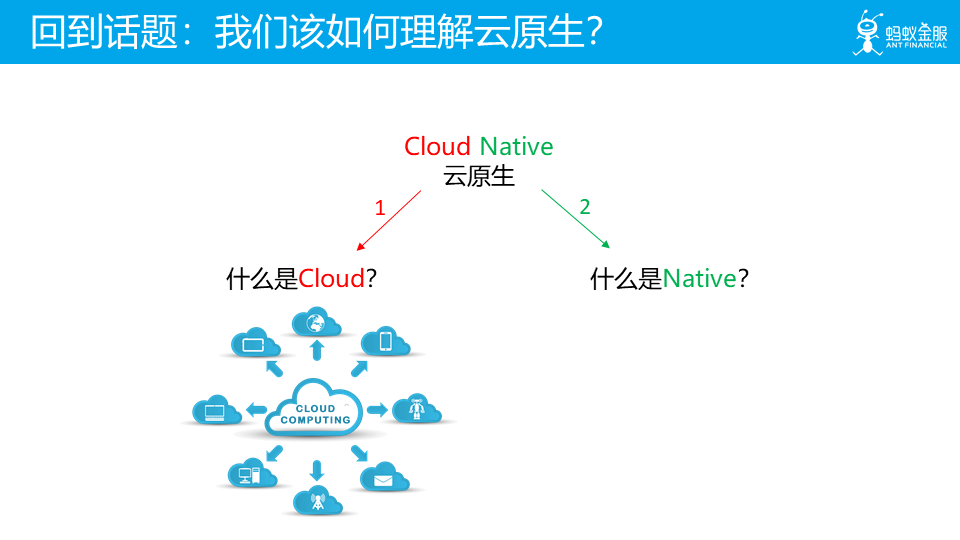 回到话题：我们该如何理解云原生？
蚂蚁金服
ANT FINANCIAL
Cloud Native
云原生
1
2
什么是Cloud？
什么是Native？
CLOUD
COMPUTING